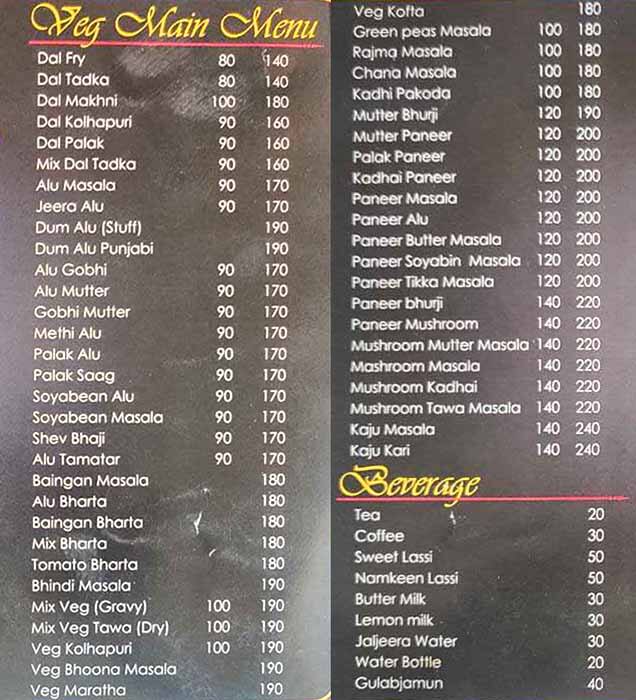 Veg Main Menu
Dal Fry 80 140
Dal Tadka 80 140
Dal Makhni 100 180
Dal Kolhapuri 90 160
Dal Palak 90 160
Mix Dal Tadka 90 160
Alu Masala 90 170
Jeera Alu 90 170
Dum Alu (Stuff) 190
Dum Alu Punjabi 190
Alu Gobhi 90 170
Alu Mutter 90 170
Gobhi Mutter 90 170
Methi Alu 90 170
Palak Alu 90 170
Palak Saag 90 170
Soyabean Alu 90 170
Soyabean Masala 90 170
Shev Bhaji 90 170
Alu Tamatar 90 170
Baingan Masala 180
Alu Bharta 180
Baingan Bharta 180
Mix Bharta 180
Tomato Bharta 180
Bhindi Masala 190
Mix Veg (Gravy) 100 190
Mix Veg Tawa (Dry) 100 190
Veg Kolhapuri 100 190
Veg Bhoona Masala 190
Veg Maratha 190
Veg Kofta 180
Green peas Masala 100 180
Rajma Masala 100 180
Chana Masala 100 180
Kadhi Pakoda 100 180
Mutter Bhurji 120 190
Mutter Paneer 120 200
Palak Paneer 120 200
Kadhai Paneer 120 200
Paneer Masala 120 200
Paneer Alu 120 200
Paneer Butter Masala 120 200
Paneer Soyabin Masala 120 200
Paneer Tikka Masala 120 200
Paneer bhurji 140 220
Paneer Mushroom 140 220
Mushroom Mutter Masala 140 220
Mashroom Masala 140 220
Mushroom Kadhai 140 220
Mushroom Tawa Masala 140 220
Kaju Masala 140 240
Kaju Kari 140 240
Beverage
Tea 20
Coffee 30
Sweet Lassi 50
Namkeen Lassi 50
Butter Milk 30
Lemon milk 30
Jaljeera Water 30
Water Bottle 20
Gulabjamun 40